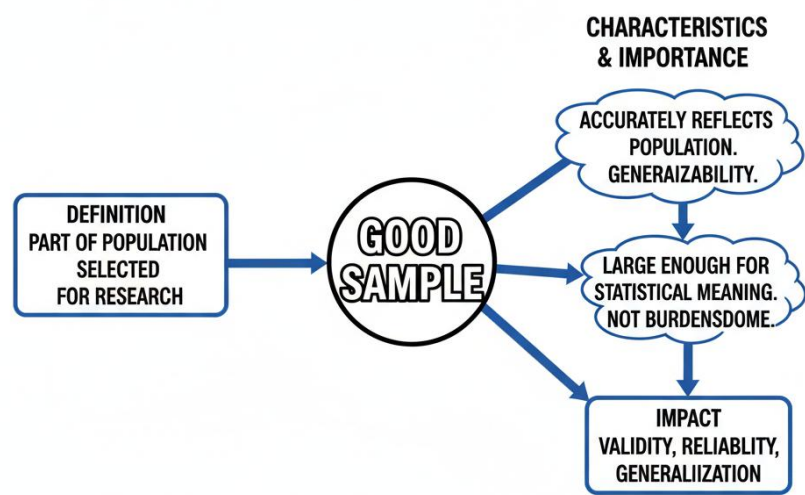 CHARACTERISTICS
& IMPORTANCE
ACCURATELY REFLECTS
POPULATION.
GENERAIZABILITY.
DEFINITION
PART OF POPULATION
SELECTED
FOR RESEARCH
GOOD
SAMPLE
LARGE ENOUGH FOR
STATISTICAL MEANING.
NOT BURDENSDOME.
IMPACT
VALIDITY, RELIABLITY,
GENERALIIZATION